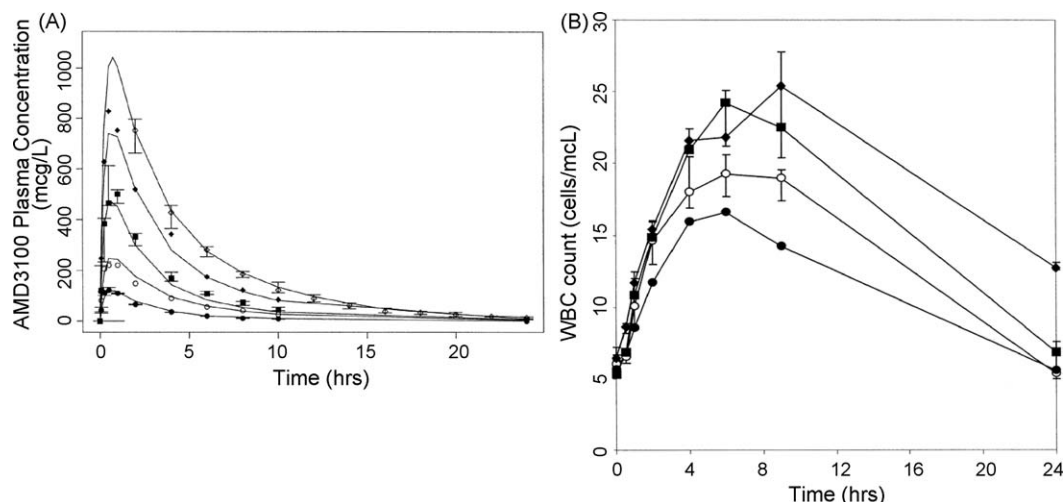 (A)
AMD3100 Plasma Concentration
(mcg/L)
1000
800
600
400
200
0
0 5 10 15 20
Time (hrs)
(B)
WBC count (cells/mcL)
30
25
20
15
10
5
0
0 4 8 12 16 20 24
Time (hrs)